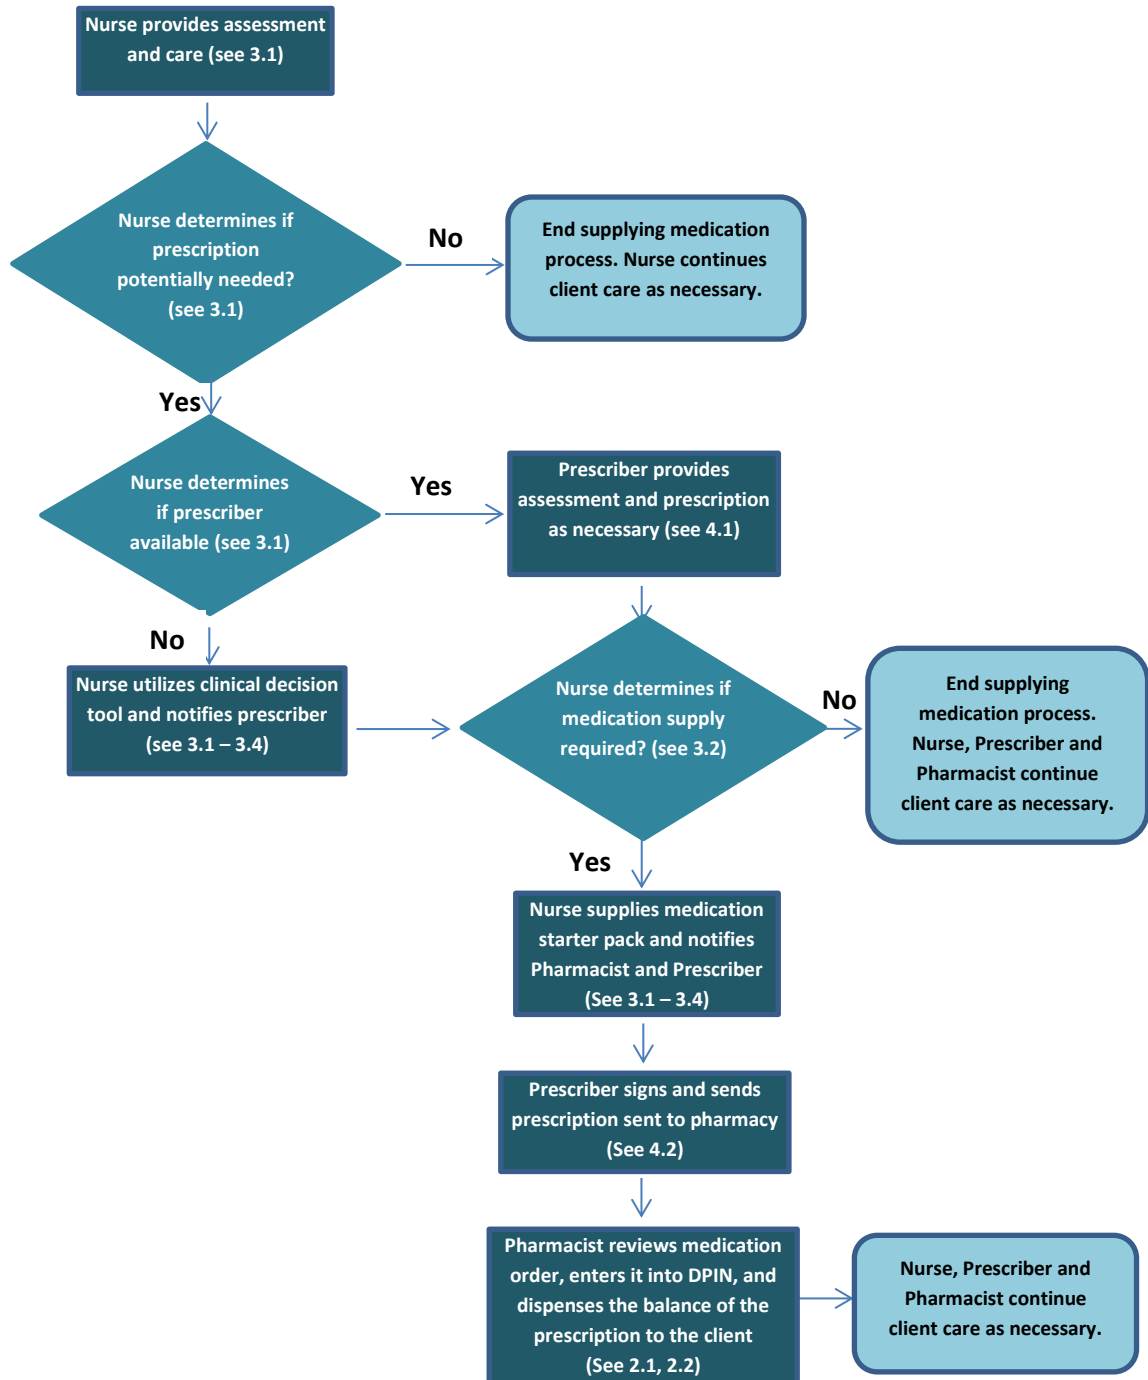 Nurse provides assessment
and care (see 3.1)
Nurse determines if
prescription
potentially needed?
(see 3.1)
No
End supplying medication
process. Nurse continues
client care as necessary.
Yes
Nurse determines
if prescriber
available (see 3.1)
Yes
Prescriber provides
assessment and prescription
as necessary (see 4.1)
No
Nurse utilizes clinical decision
tool and notifies prescriber
(see 3.1 – 3.4)
Nurse determines if
medication supply
required? (see 3.2)
No
End supplying
medication process.
Nurse, Prescriber and
Pharmacist continue
client care as necessary.
Yes
Nurse supplies medication
starter pack and notifies
Pharmacist and Prescriber
(See 3.1 – 3.4)
Prescriber signs and sends
prescription sent to pharmacy
(See 4.2)
Pharmacist reviews medication
order, enters it into DPIN, and
dispenses the balance of the
prescription to the client
(See 2.1, 2.2)
Nurse, Prescriber and
Pharmacist continue
client care as necessary.